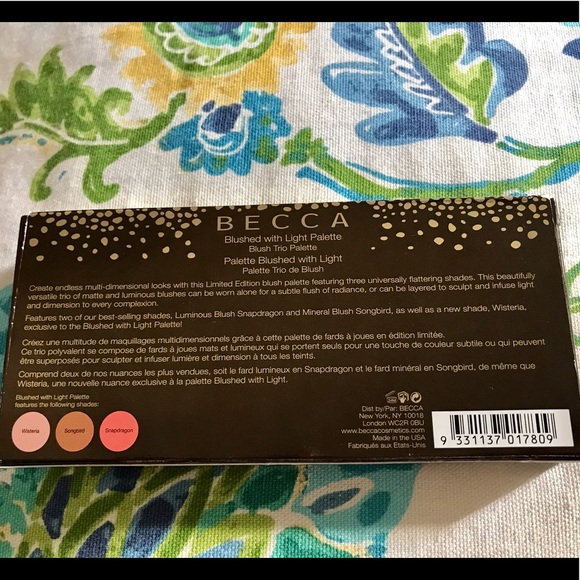 BECCA
Blushed with Light Palette
Blush Trio Palette
Palette Blushed with Light
Palette Trio de Blush
Create endless multi-dimensional looks with this Limited Edition blush palette featuring three universally flattering shades. This beautifully
versatile trio of matte and luminous blushes can be worn alone for a subtle flush of radiance, or can be layered to sculpt and infuse light
and dimension to every complexion.
Features two of our best-selling shades, Luminous Blush Snapdragon and Mineral Blush Songbird, as well as a new shade, Wisteria,
exclusive to the Blushed with Light Palette!
Créez une multitude de maquillages multidimensionnels grâce à cette palette de fards à joues en édition limitée.
Ce trio polyvalent se compose de fards à joues mats et lumineux qui se portent seuls pour une touche de couleur subtile ou qui peuvent
être superposés pour sculpter et infuser lumière et dimension à tous les teints.
Comprend deux de nos nuances les plus vendues, soit le fard lumineux en Snapdragon et le fard minéral en Songbird, de même que
Wisteria, une nouvelle nuance exclusive à la palette Blushed with Light.
Blushed with Light Palette
features the following shades:
Wisteria
Songbird
Snapdragon
Dist by/Par: BECCA
New York, NY 10018
London WC2R 0BU
www.beccacosmetics.com
Made in the USA
Fabriqués aux Etats-Unis
9 331137 017809